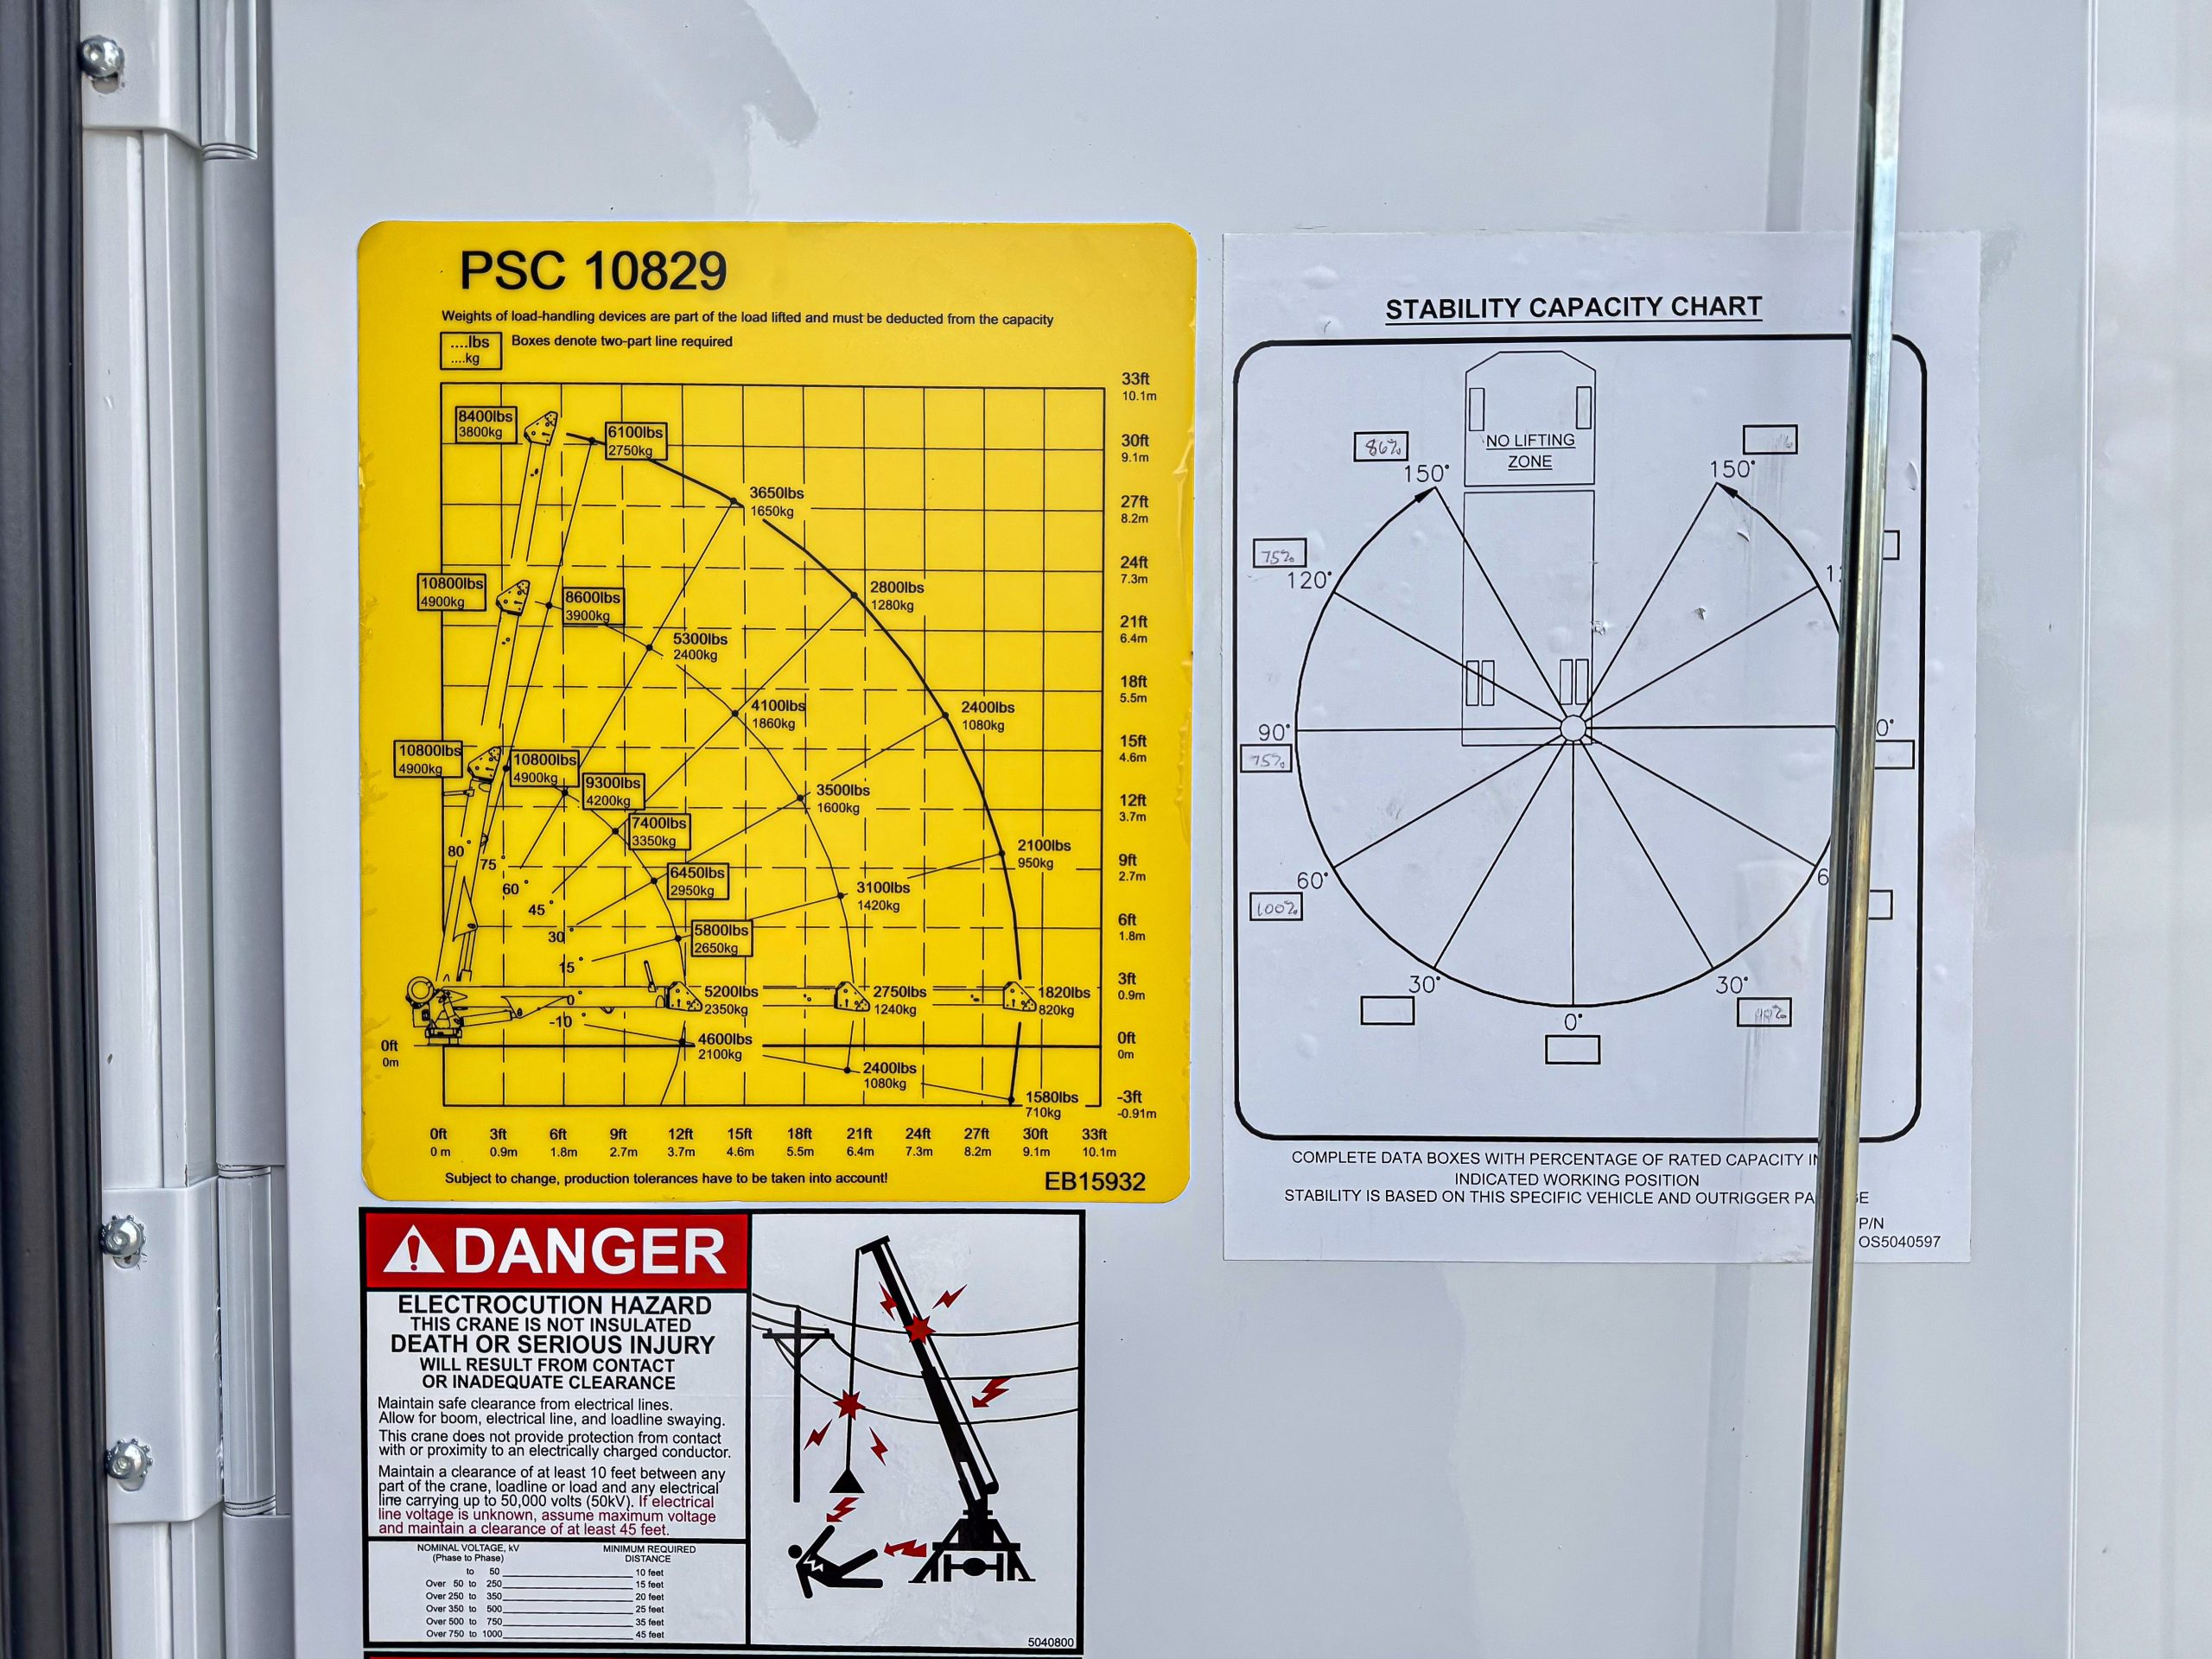 PSC 10829
Weights of load-handling devices are part of the load lifted and must be deducted from the capacity
....lbs
....kg
Boxes denote two-part line required
33ft
10.1m
8400lbs
3800kg
6100lbs
2750kg
30ft
9.1m
3650lbs
1650kg
27ft
8.2m
24ft
7.3m
10800lbs
4900kg
8600lbs
3900kg
2800lbs
1280kg
21ft
6.4m
5300lbs
2400kg
18ft
5.5m
4100lbs
1860kg
2400lbs
1080kg
15ft
4.6m
10800lbs
4900kg
10800lbs
4900kg
9300lbs
4200kg
3500lbs
1600kg
12ft
3.7m
7400lbs
3350kg
80°
75°
60°
45°
30°
15°
0°
-10°
2100lbs
950kg
9ft
2.7m
6450lbs
2950kg
3100lbs
1420kg
6ft
1.8m
5800lbs
2650kg
3ft
0.9m
5200lbs
2350kg
2750lbs
1240kg
1820lbs
820kg
0ft
0m
4600lbs
2100kg
0ft
0m
2400lbs
1080kg
1580lbs
710kg
-3ft
-0.91m
0ft 3ft 6ft 9ft 12ft 15ft 18ft 21ft 24ft 27ft 30ft 33ft
0 m 0.9m 1.8m 2.7m 3.7m 4.6m 5.5m 6.4m 7.3m 8.2m 9.1m 10.1m
Subject to change, production tolerances have to be taken into account!
EB15932
STABILITY CAPACITY CHART
NO LIFTING
ZONE
86%
150°
150°
75%
120°
90°
75%
0°
60°
100%
6
30°
30°
0°
COMPLETE DATA BOXES WITH PERCENTAGE OF RATED CAPACITY IN
INDICATED WORKING POSITION
STABILITY IS BASED ON THIS SPECIFIC VEHICLE AND OUTRIGGER PA GE
P/N
OS5040597
DANGER
ELECTROCUTION HAZARD
THIS CRANE IS NOT INSULATED
DEATH OR SERIOUS INJURY
WILL RESULT FROM CONTACT
OR INADEQUATE CLEARANCE
Maintain safe clearance from electrical lines.
Allow for boom, electrical line, and loadline swaying.
This crane does not provide protection from contact
with or proximity to an electrically charged conductor.
Maintain a clearance of at least 10 feet between any
part of the crane, loadline or load and any electrical
line carrying up to 50,000 volts (50kV). If electrical
line voltage is unknown, assume maximum voltage
and maintain a clearance of at least 45 feet.
NOMINAL VOLTAGE, kV MINIMUM REQUIRED
(Phase to Phase) DISTANCE
to 50 10 feet
Over 50 to 250 15 feet
Over 250 to 350 20 feet
Over 350 to 500 25 feet
Over 500 to 750 35 feet
Over 750 to 1000 45 feet
5040800